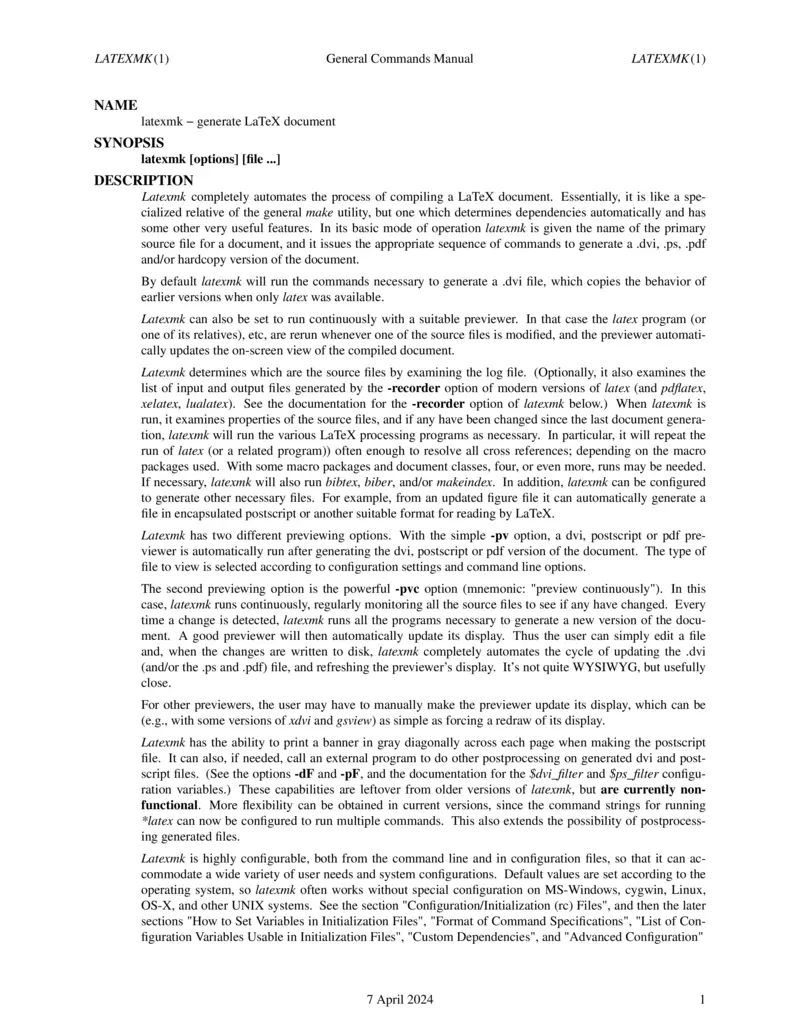 LATEXMK(1) General Commands Manual LATEXMK(1)
NAME
latexmk − generate LaTeX document
SYNOPSIS
latexmk [options] [file ...]
DESCRIPTION
Latexmk completely automates the process of compiling a LaTeX document. Essentially, it is like a spe-
cialized relative of the general make utility, but one which determines dependencies automatically and has
some other very useful features. In its basic mode of operation latexmk is given the name of the primary
source file for a document, and it issues the appropriate sequence of commands to generate a .dvi, .ps, .pdf
and/or hardcopy version of the document.
By default latexmk will run the commands necessary to generate a .dvi file, which copies the behavior of
earlier versions when only latex was available.
Latexmk can also be set to run continuously with a suitable previewer. In that case the latex program (or
one of its relatives), etc, are rerun whenever one of the source files is modified, and the previewer automati-
cally updates the on-screen view of the compiled document.
Latexmk determines which are the source files by examining the log file. (Optionally, it also examines the
list of input and output files generated by the -recorder option of modern versions of latex (and pdflatex,
xelatex, lualatex). See the documentation for the -recorder option of latexmk below.) When latexmk is
run, it examines properties of the source files, and if any have been changed since the last document genera-
tion, latexmk will run the various LaTeX processing programs as necessary. In particular, it will repeat the
run of latex (or a related program)) often enough to resolve all cross references; depending on the macro
packages used. With some macro packages and document classes, four, or even more, runs may be needed.
If necessary, latexmk will also run bibtex, biber, and/or makeindex. In addition, latexmk can be configured
to generate other necessary files. For example, from an updated figure file it can automatically generate a
file in encapsulated postscript or another suitable format for reading by LaTeX.
Latexmk has two different previewing options. With the simple -pv option, a dvi, postscript or pdf pre-
viewer is automatically run after generating the dvi, postscript or pdf version of the document. The type of
file to view is selected according to configuration settings and command line options.
The second previewing option is the powerful -pvc option (mnemonic: "preview continuously"). In this
case, latexmk runs continuously, regularly monitoring all the source files to see if any have changed. Every
time a change is detected, latexmk runs all the programs necessary to generate a new version of the docu-
ment. A good previewer will then automatically update its display. Thus the user can simply edit a file
and, when the changes are written to disk, latexmk completely automates the cycle of updating the .dvi
(and/or the .ps and .pdf) file, and refreshing the previewer's display. It's not quite WYSIWYG, but usefully
close.
For other previewers, the user may have to manually make the previewer update its display, which can be
(e.g., with some versions of xdvi and gsview) as simple as forcing a redraw of its display.
Latexmk has the ability to print a banner in gray diagonally across each page when making the postscript
file. It can also, if needed, call an external program to do other postprocessing on generated dvi and post-
script files. (See the options -dF and -pF, and the documentation for the $dvi_filter and $ps_filter configu-
ration variables.) These capabilities are leftover from older versions of latexmk, but are currently non-
functional. More flexibility can be obtained in current versions, since the command strings for running
*latex can now be configured to run multiple commands. This also extends the possibility of postprocess-
ing generated files.
Latexmk is highly configurable, both from the command line and in configuration files, so that it can ac-
commodate a wide variety of user needs and system configurations. Default values are set according to the
operating system, so latexmk often works without special configuration on MS-Windows, cygwin, Linux,
OS-X, and other UNIX systems. See the section "Configuration/Initialization (rc) Files", and then the later
sections "How to Set Variables in Initialization Files", "Format of Command Specifications", "List of Con-
figuration Variables Usable in Initialization Files", "Custom Dependencies", and "Advanced Configuration"
7 April 2024 1